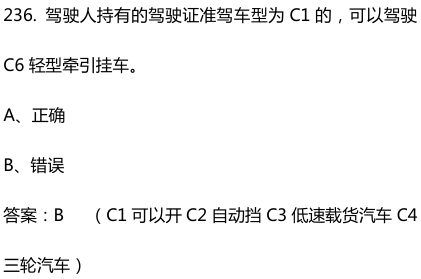 236. 驾驶人持有的驾驶证准驾车型为 C1 的，可以驾驶
C6 轻型牵引挂车。
A、正确
B、错误
答案：B （C1 可以开 C2 自动挡 C3 低速载货汽车 C4
三轮汽车）